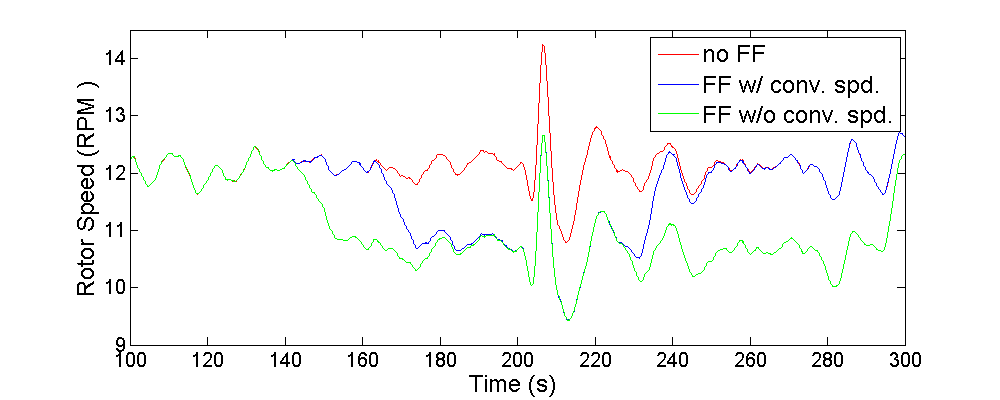 no FF
FF w/ conv. spd.
FF w/o conv. spd.
Rotor Speed (RPM )
14
13
12
11
10
9
100 120 140 160 180 200 220 240 260 280 300
Time (s)